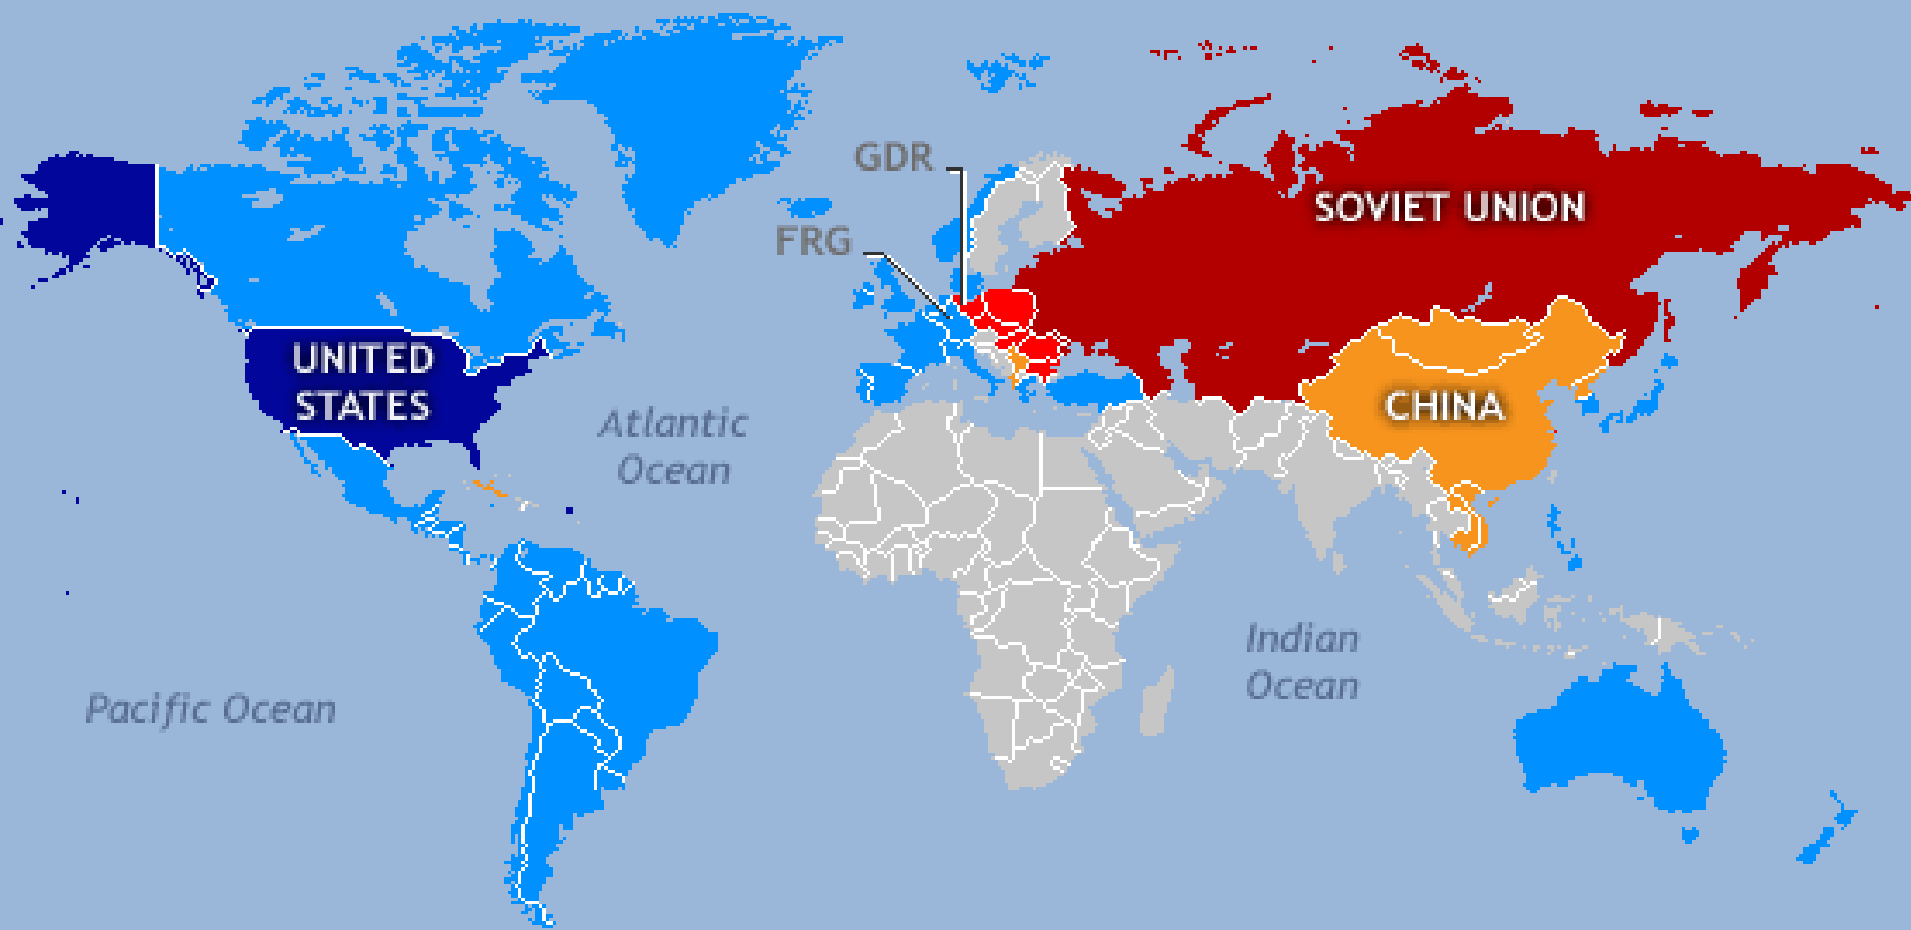 GDR
SOVIET UNION
FRG
UNITED
STATES
CHINA
Atlantic
Ocean
Indian
Ocean
Pacific Ocean